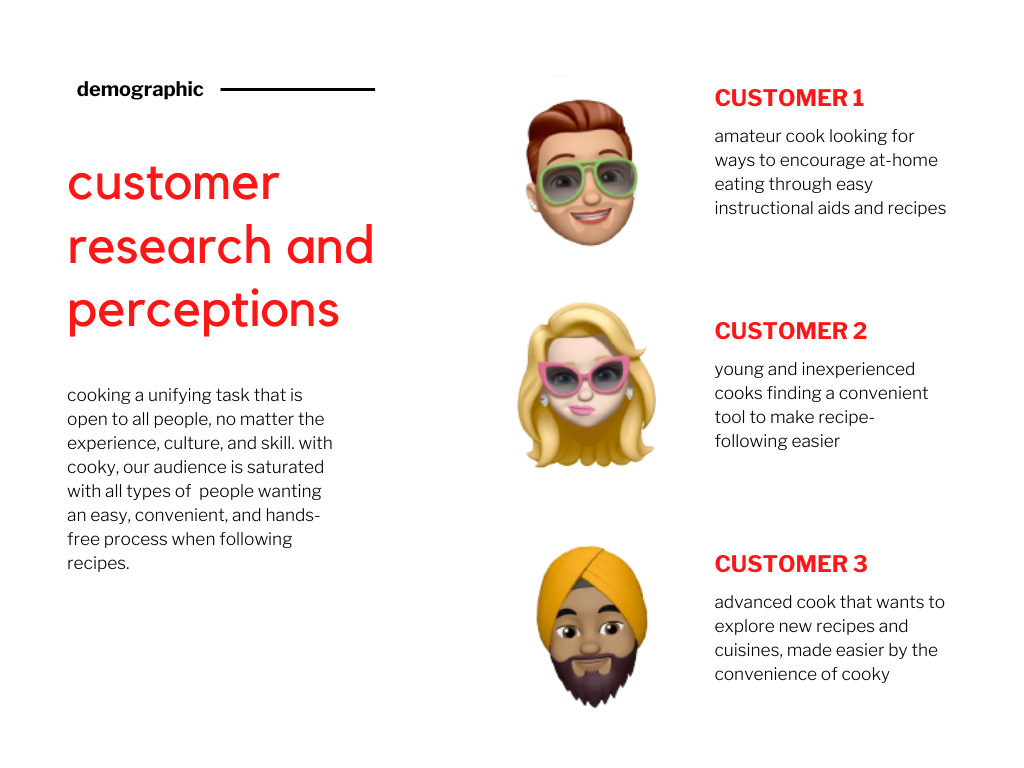 demographic
customer
research and
perceptions
cooking a unifying task that is
open to all people, no matter the
experience, culture, and skill. with
cooky, our audience is saturated
with all types of  people wanting
an easy, convenient, and hands-
free process when following
recipes.
CUSTOMER 1
amateur cook looking for
ways to encourage at-home
eating through easy
instructional aids and recipes
CUSTOMER 2
young and inexperienced
cooks finding a convenient
tool to make recipe-
following easier
CUSTOMER 3
advanced cook that wants to
explore new recipes and
cuisines, made easier by the
convenience of cooky